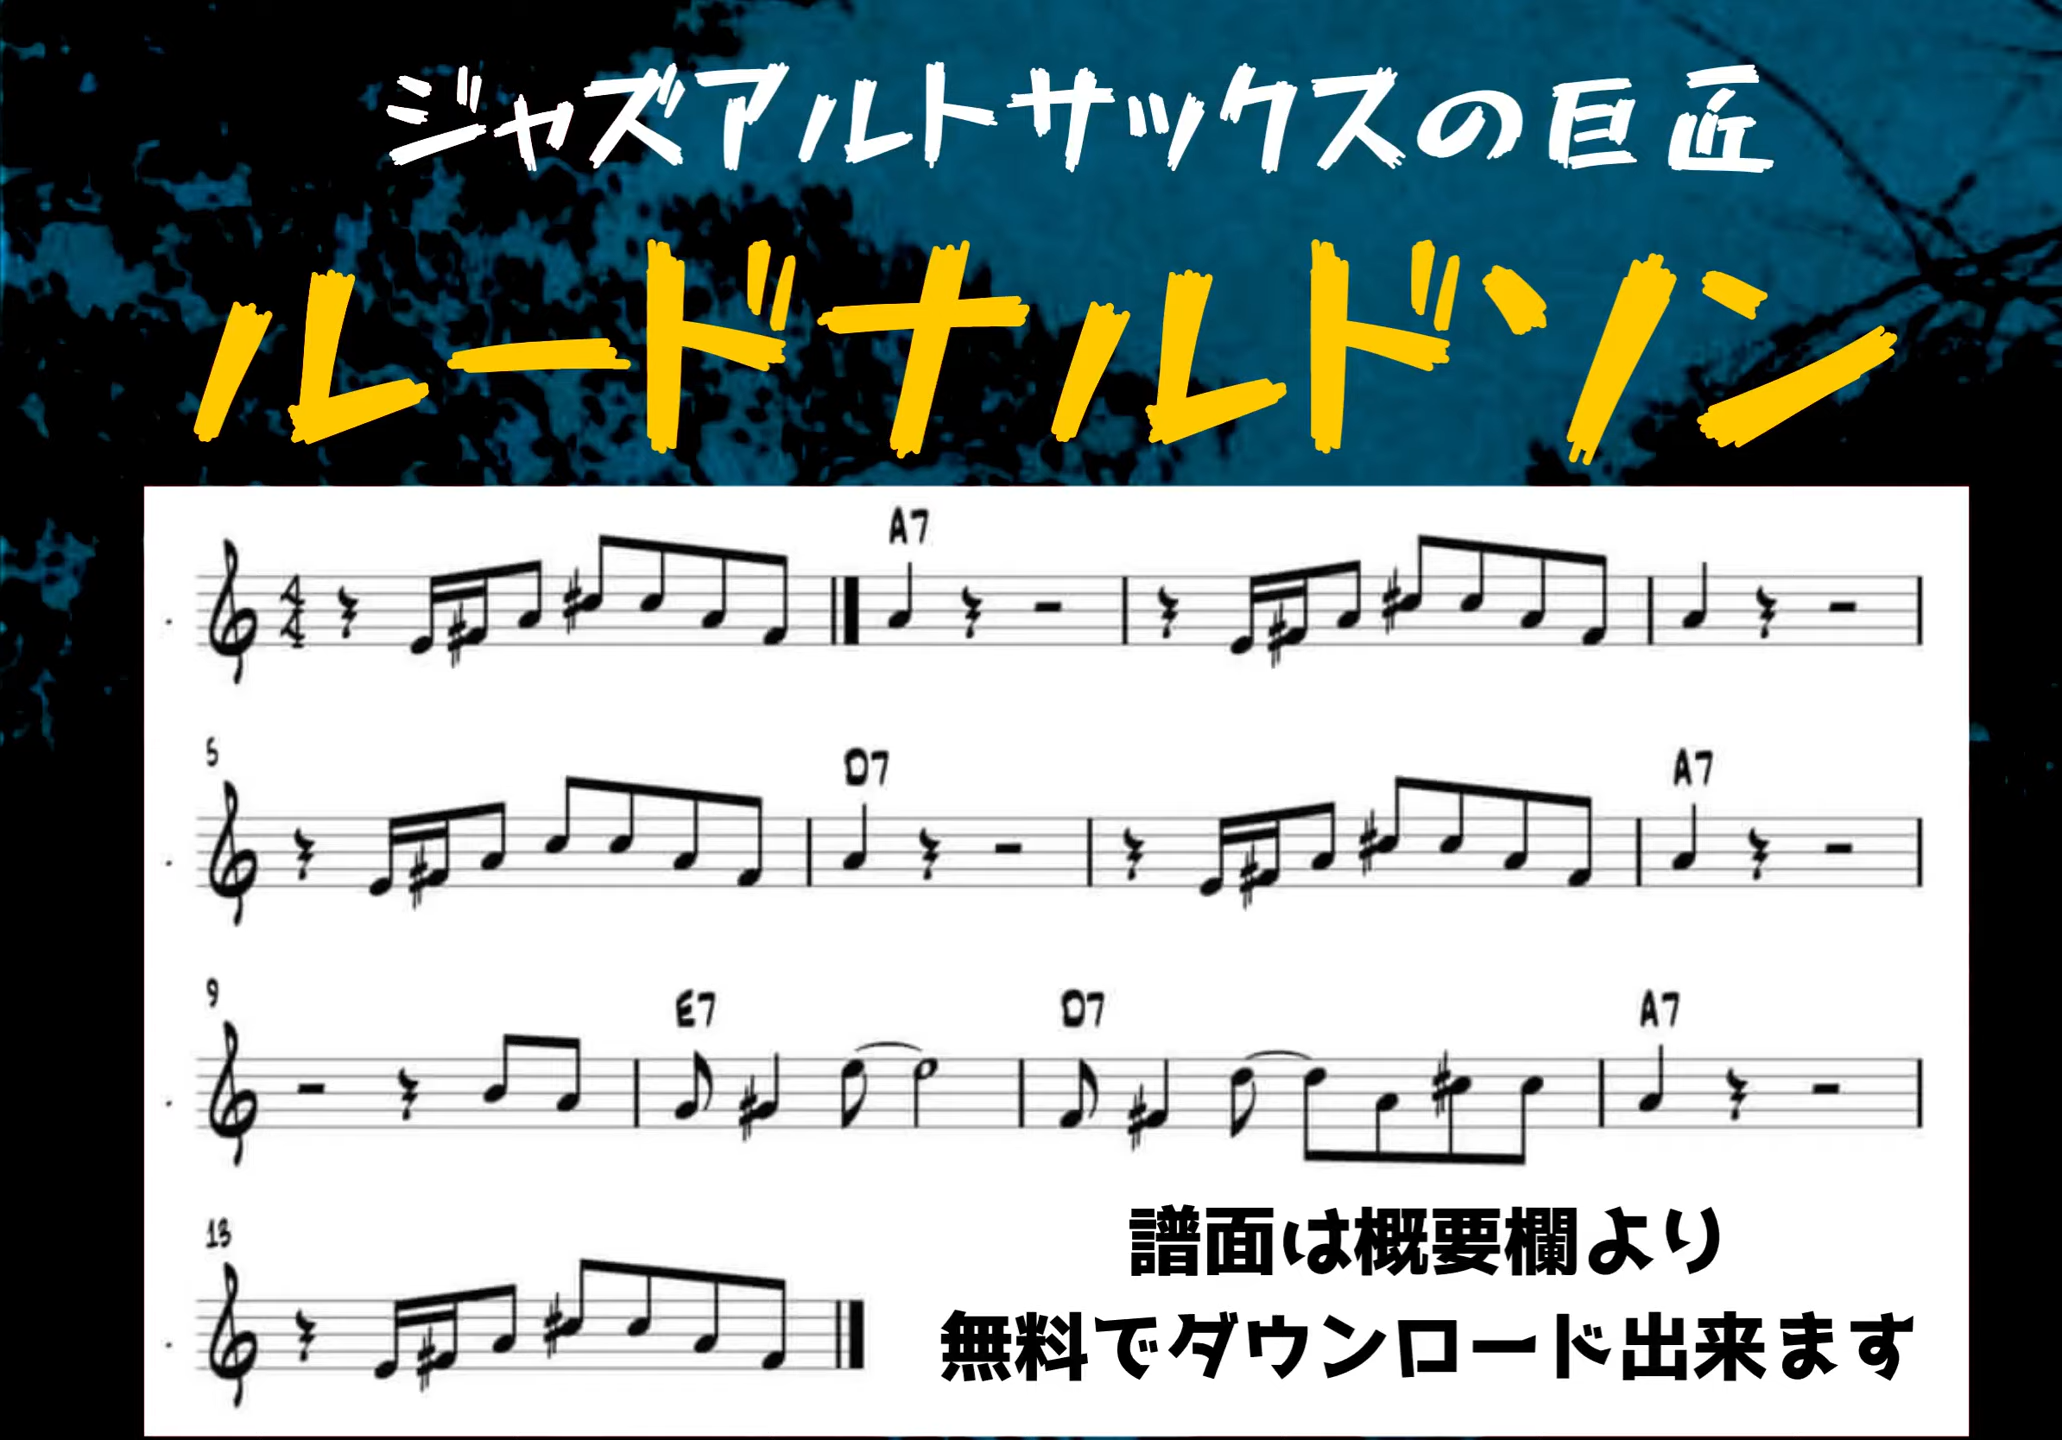 ジャズアルトサックスの巨匠
ルードナルドソン
A7
5 D7 A7
9 E7 D7 A7
13
譜面は概要欄より
無料でダウンロード出来ます